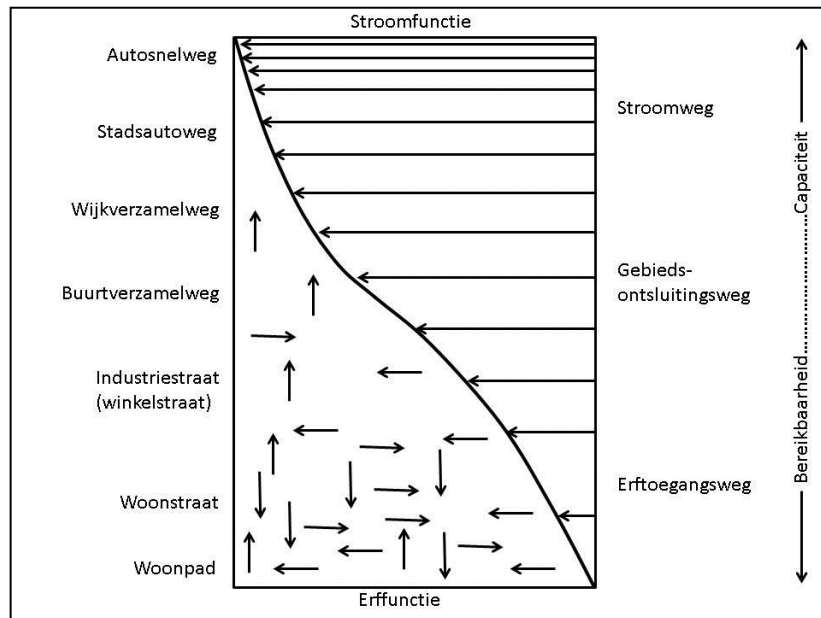 Stroomfunctie
Autosnelweg
Stadsautoweg
Wijkverzamelweg
Buurtverzamelweg
Industriestraat
(winkelstraat)
Woonstraat
Woonpad
Stroomweg
Gebieds-
ontsluitingsweg
Erftoegangsweg
Bereikbaarheid......................Capaciteit
Erffunctie